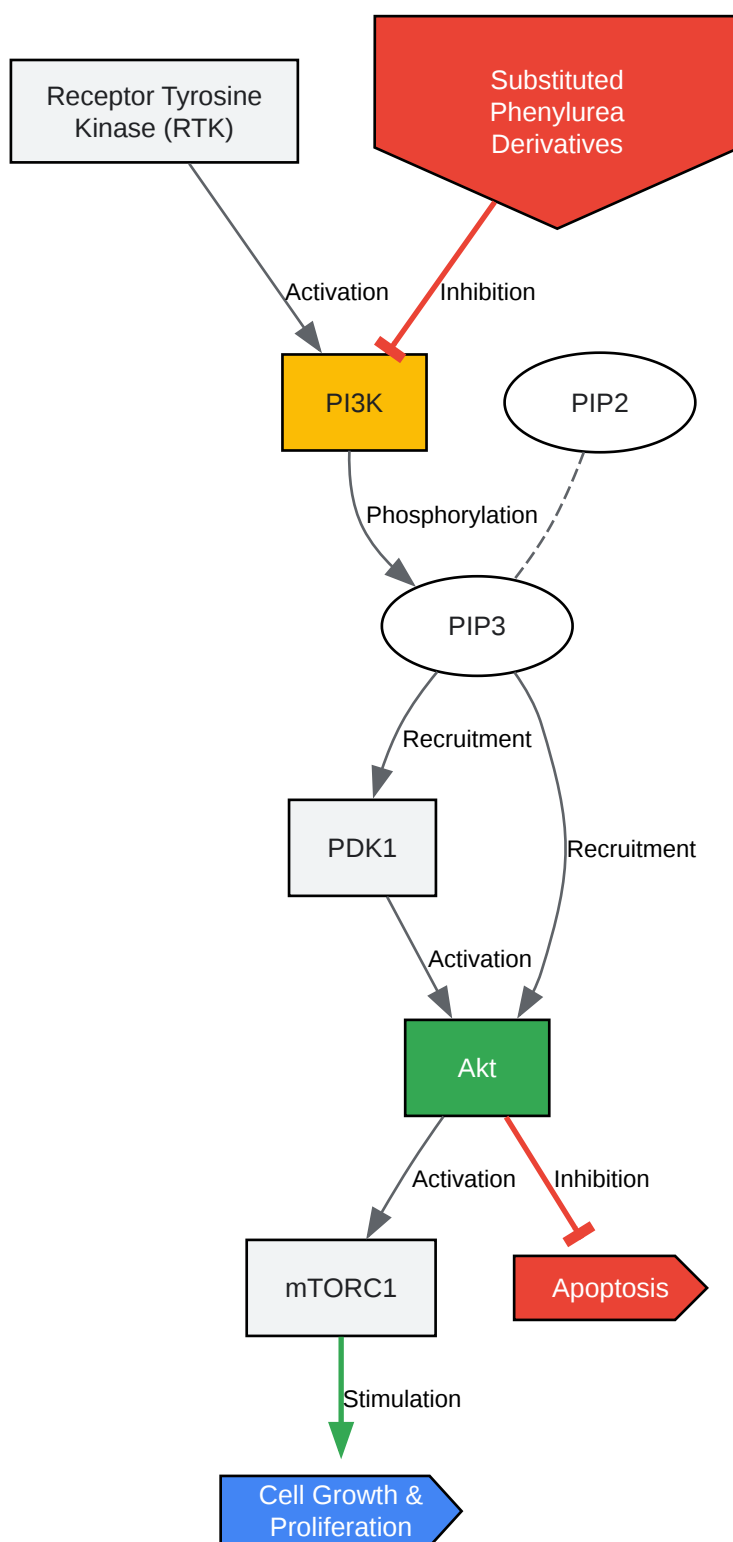 Receptor Tyrosine
Kinase (RTK)
Substituted
Phenylurea
Derivatives
Activation
Inhibition
PI3K
PIP2
Phosphorylation
PIP3
Recruitment
PDK1
Recruitment
Activation
Akt
Activation
Inhibition
mTORC1
Apoptosis
Stimulation
Cell Growth &
Proliferation